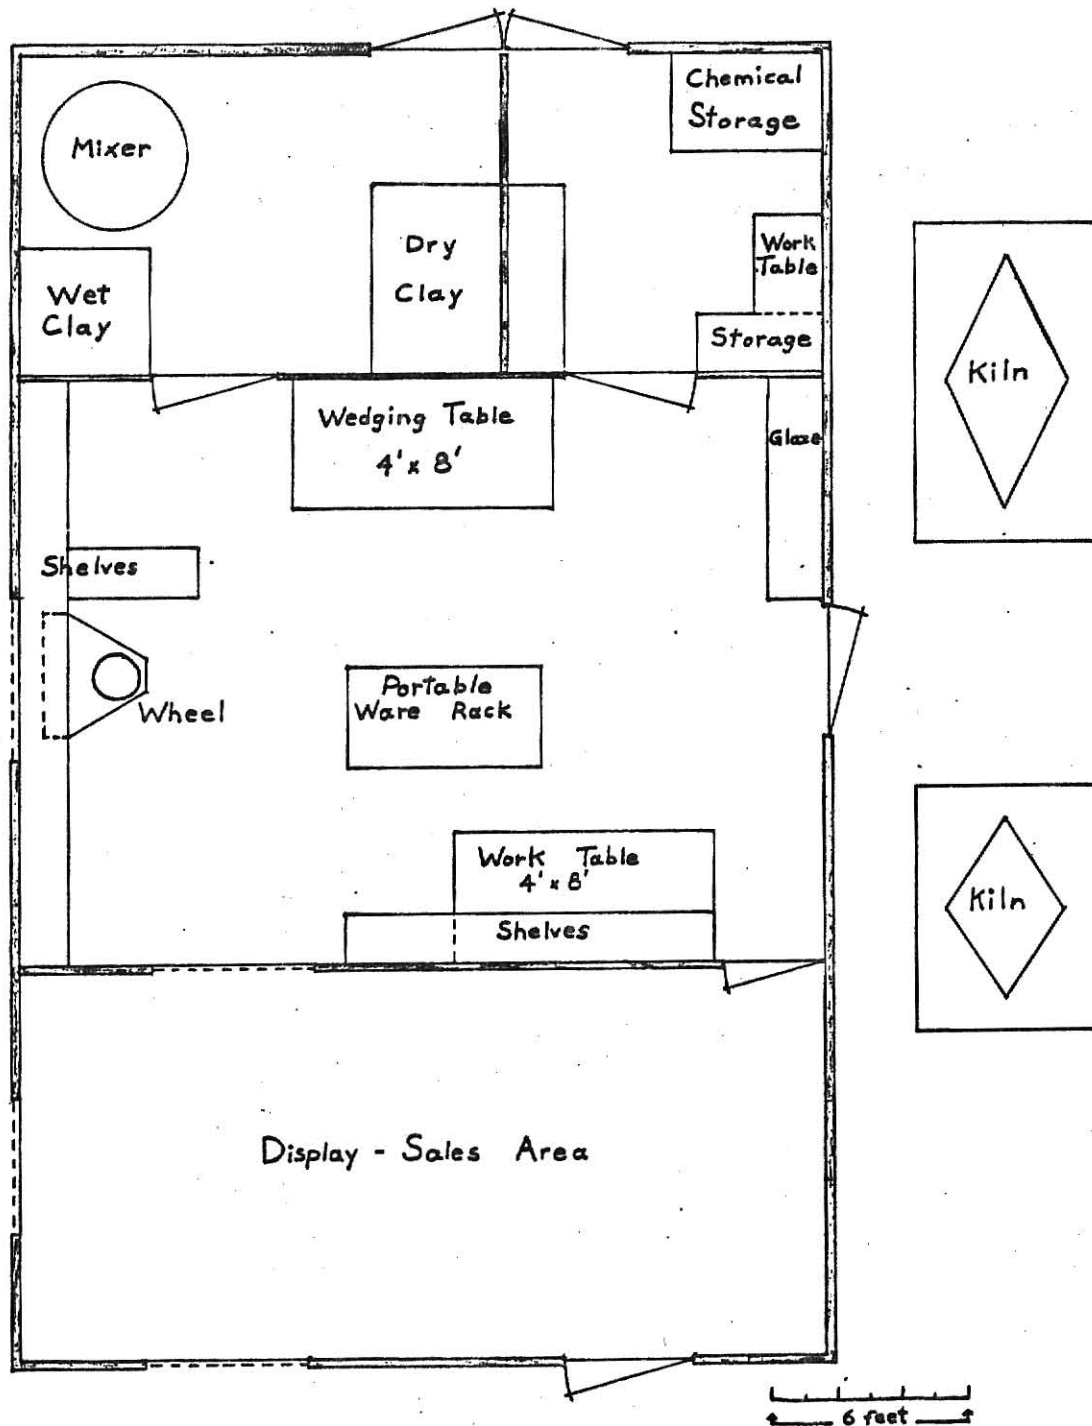 Mixer
Chemical
Storage
Dry
Clay
Work
Table
Wet
Clay
Storage
Kiln
Wedging Table
4' x 8'
Glaze
Shelves
Wheel
Portable
Ware Rack
Work Table
4' x 8'
Shelves
Kiln
Display - Sales Area
6 feet